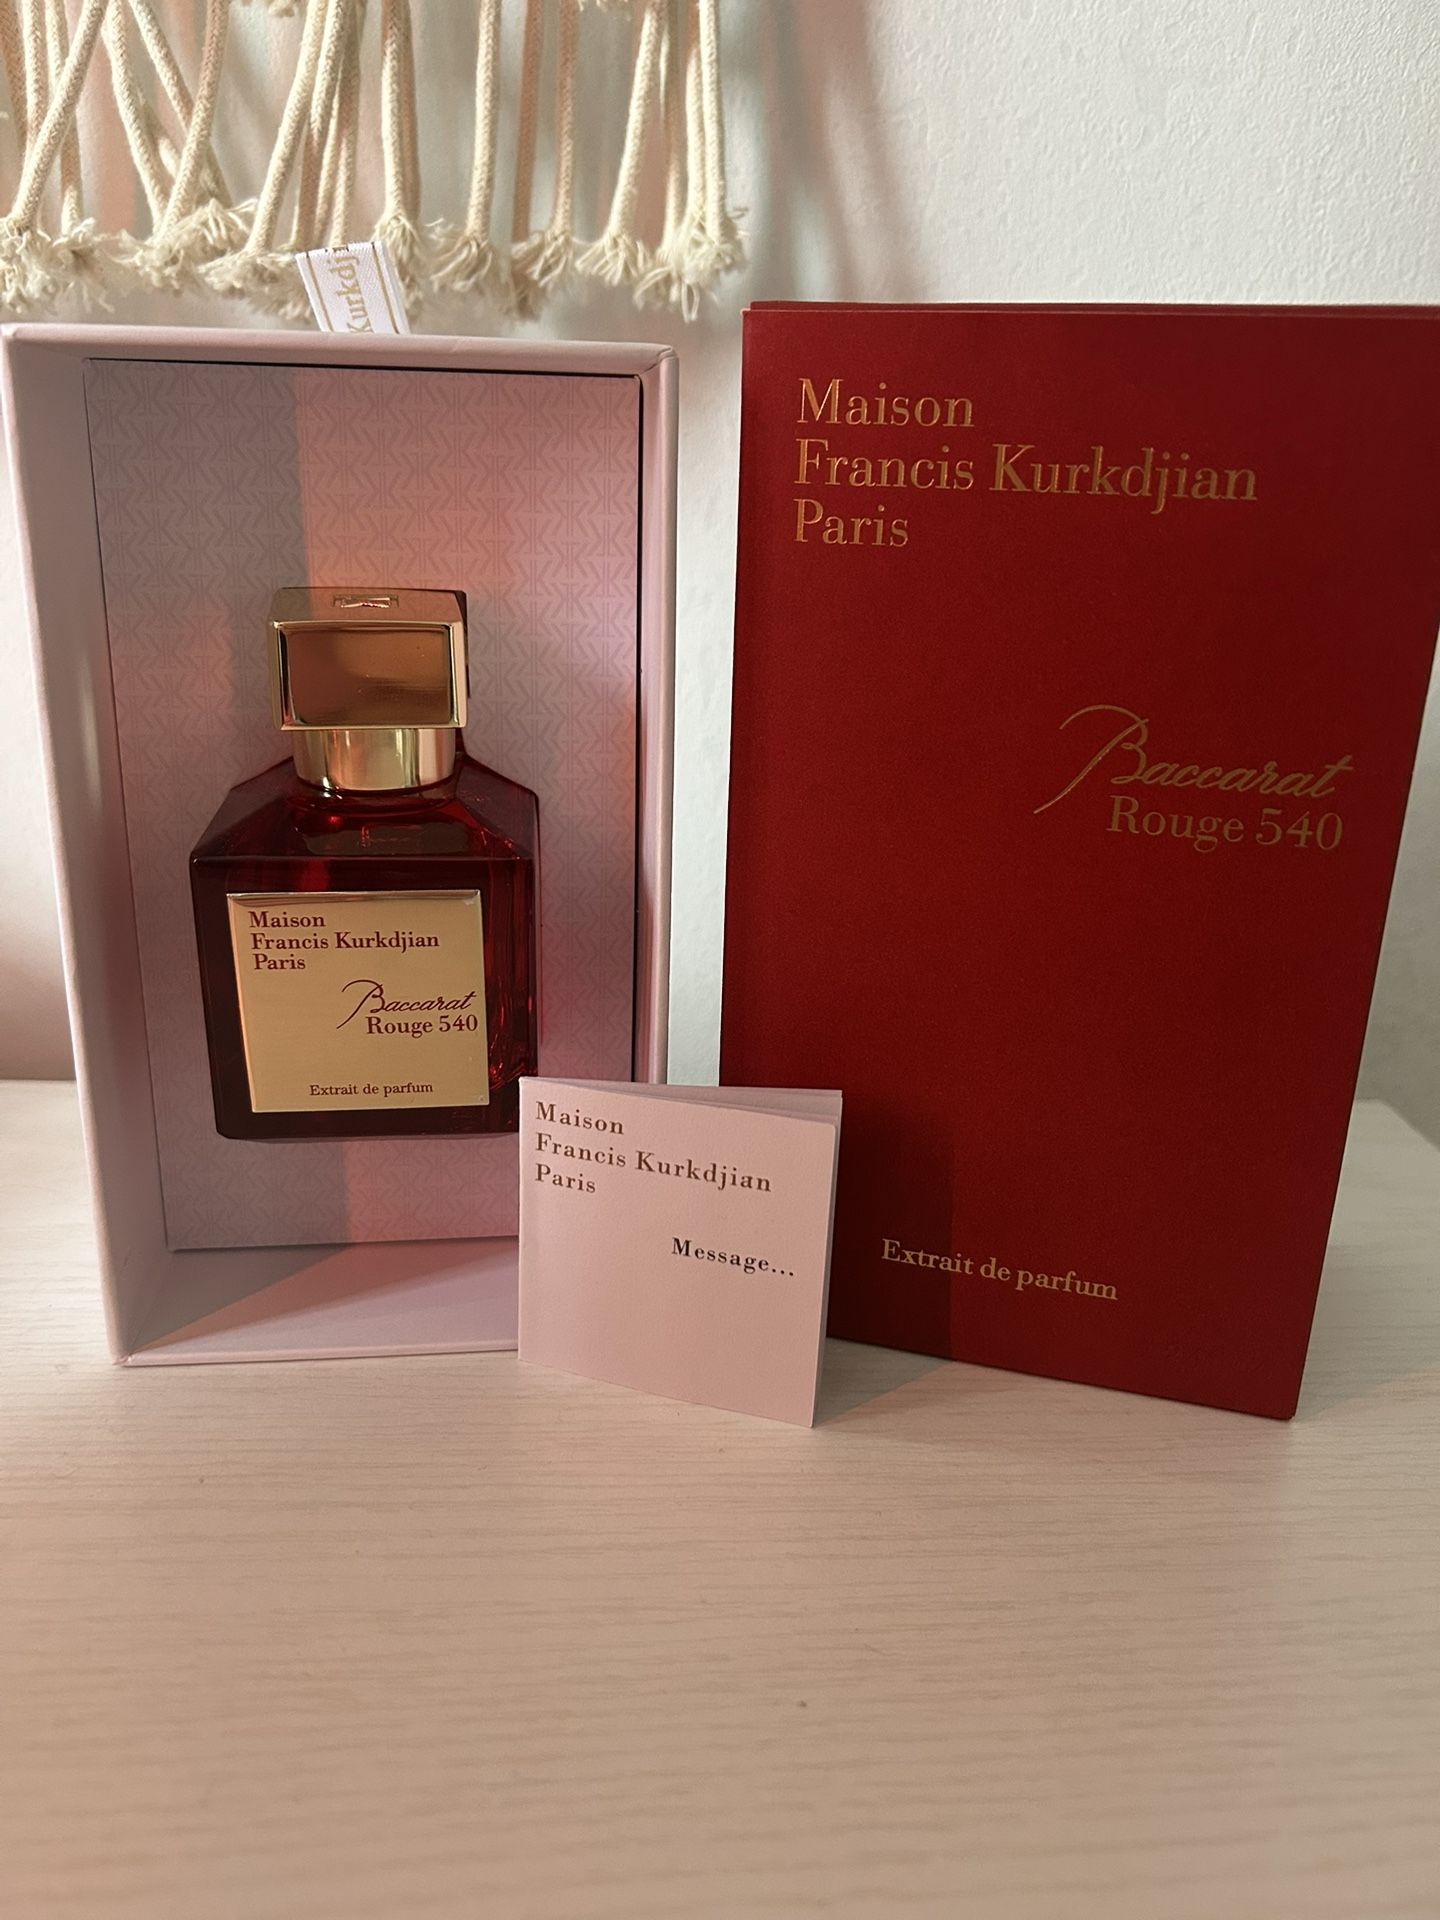 Kurkdj
Maison
Francis Kurkdjian
Paris
Baccarat
Rouge 540
Extrait de parfum
Maison
Francis Kurkdjian
Paris
Baccarat
Rouge 540
Extrait de parfum
Maison
Francis Kurkdjian
Paris
Message...